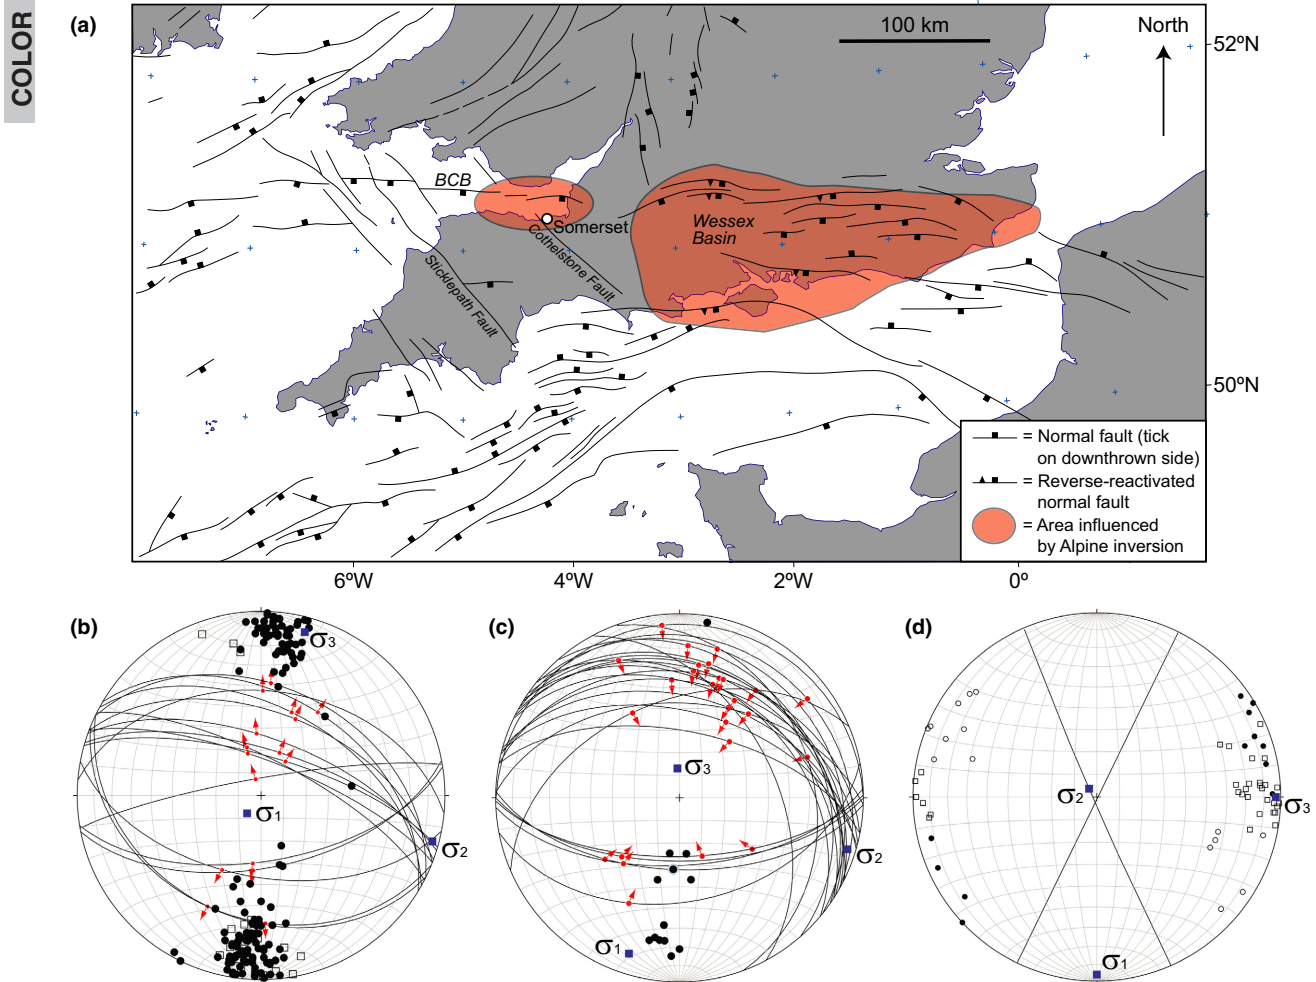 COLOR
(a)
100 km
North
52ºN
BCB
Somerset
Wessex
Basin
Cothelstone Fault
Sticklepath Fault
50ºN
= Normal fault (tick
on downthrown side)
= Reverse-reactivated
normal fault
= Area influenced
by Alpine inversion
6ºW
4ºW
2ºW
0º
(b)
σ3
σ1
σ2
(c)
σ3
σ2
σ1
(d)
σ2
σ3
σ1